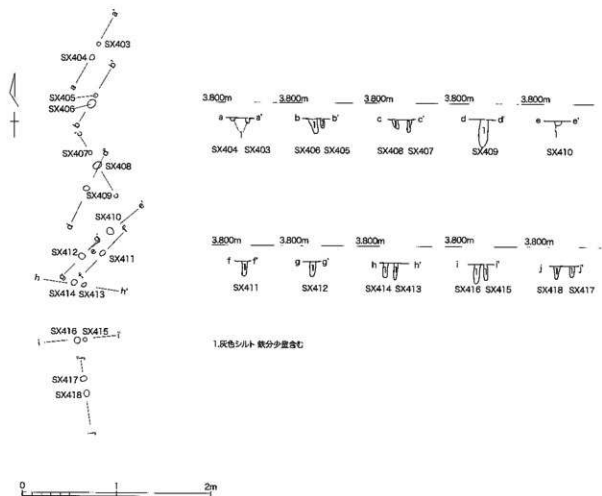 a'
SX403
SX404
b'
a
SX405
SX406
b
c'
SX407
d'
SX408
SX409
c
d
SX410
e'
f'
g'
SX412
e
SX411
g
f
h
SX414 SX413
h'
SX416 SX415
i
i'
j'
SX417
SX418
j
3.800m 3.800m 3.800m 3.800m 3.800m
a a' b b' c c' d d' e e'
1
SX404 SX403 SX406 SX405 SX408 SX407 SX409 SX410
3.800m 3.800m 3.800m 3.800m 3.800m
f f' g g' h h' i i' j j'
SX411 SX412 SX414 SX413 SX416 SX415 SX418 SX417
1.灰色シルト 鉄分少量含む
0 1 2m